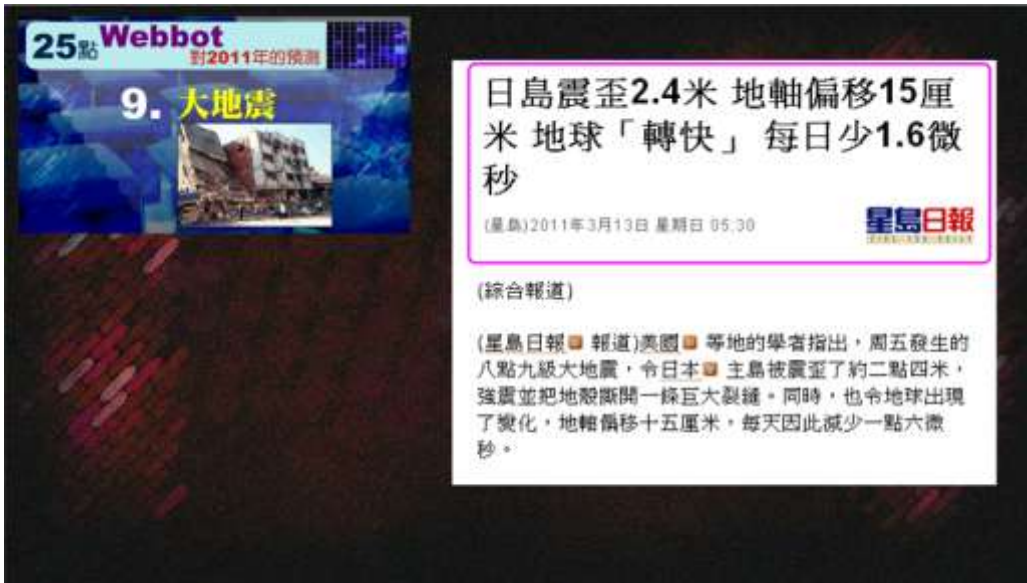 25點 Webbot
對2011年的預測
9. 大地震
日島震歪2.4米 地軸偏移15厘
米 地球「轉快」 每日少1.6微
秒
(星島)2011年3月13日 星期日 05:30
星島日報
(綜合報道)
(星島日報 報道)美國 等地的學者指出，周五發生的
八點九級大地震，令日本 主島被震歪了約二點四米，
強震並把地殼撕開一條巨大裂縫。同時，也令地球出現
了變化，地軸偏移十五厘米，每天因此減少一點六微
秒。